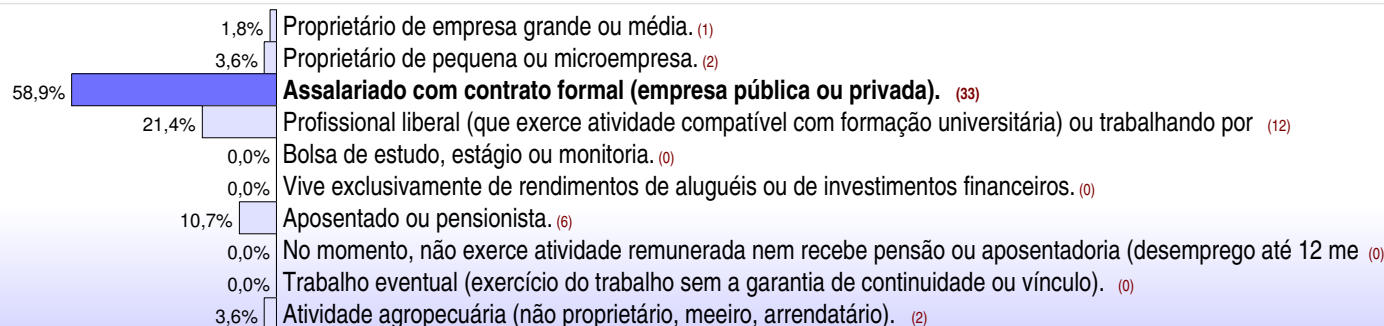 1,8% Proprietário de empresa grande ou média. (1)
3,6% Proprietário de pequena ou microempresa. (2)
58,9% Assalariado com contrato formal (empresa pública ou privada). (33)
21,4% Profissional liberal (que exerce atividade compatível com formação universitária) ou trabalhando por (12)
0,0% Bolsa de estudo, estágio ou monitoria. (0)
0,0% Vive exclusivamente de rendimentos de aluguéis ou de investimentos financeiros. (0)
10,7% Aposentado ou pensionista. (6)
0,0% No momento, não exerce atividade remunerada nem recebe pensão ou aposentadoria (desemprego até 12 me (0)
0,0% Trabalho eventual (exercício do trabalho sem a garantia de continuidade ou vínculo). (0)
3,6% Atividade agropecuária (não proprietário, meeiro, arrendatário). (2)